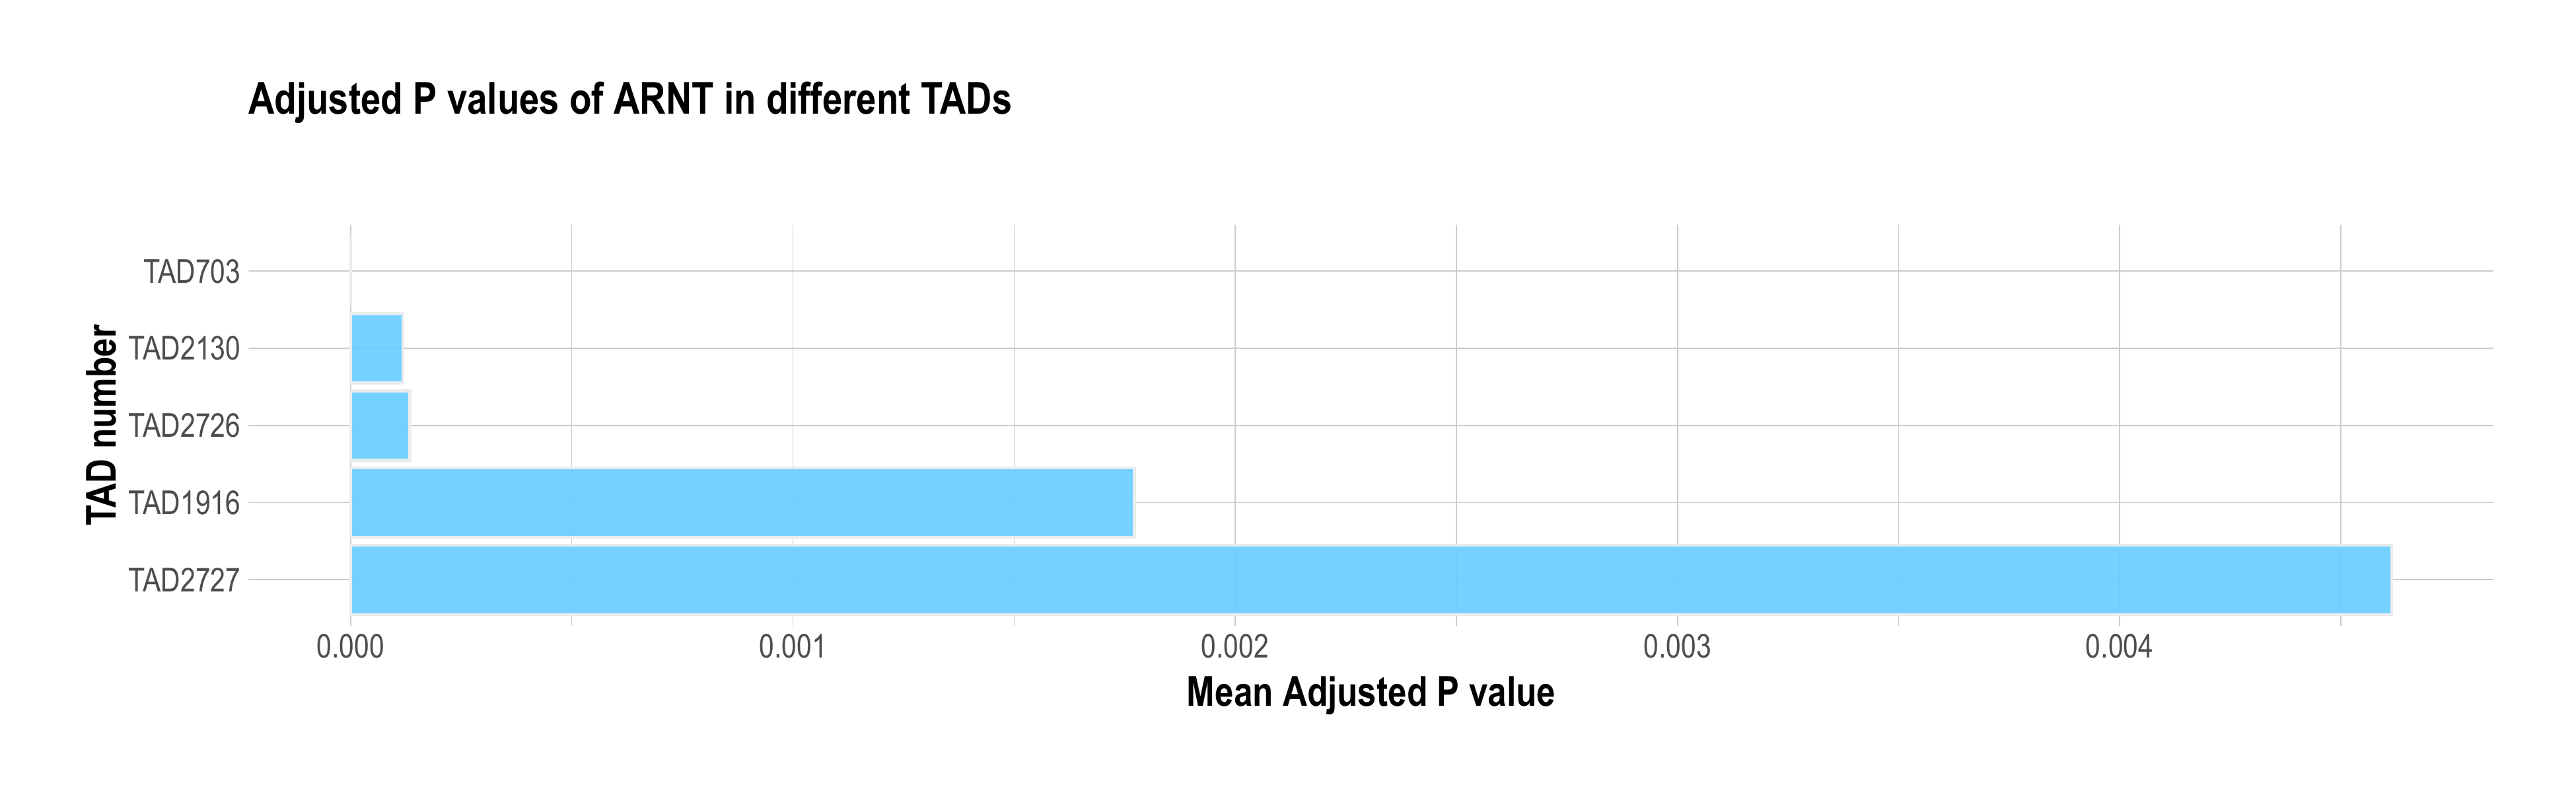 Adjusted P values of ARNT in different TADs
TAD number
TAD703
TAD2130
TAD2726
TAD1916
TAD2727
0.000 0.001 0.002 0.003 0.004
Mean Adjusted P value